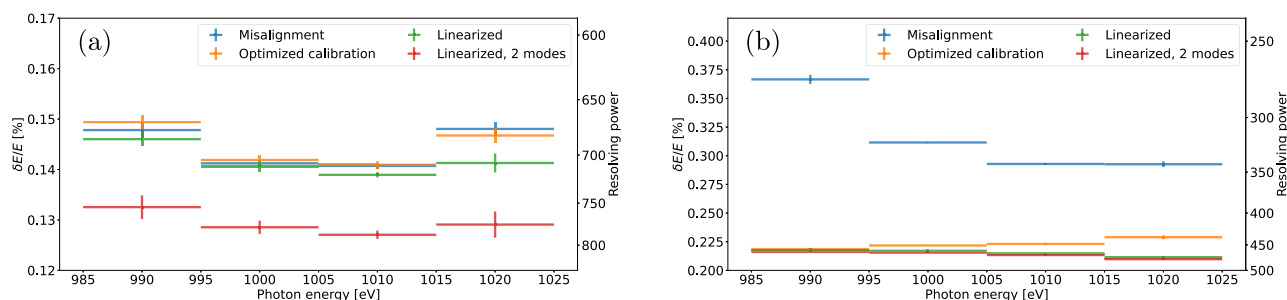 (a)
Misalignment
Optimized calibration
Linearized
Linearized, 2 modes
δE/E [%]
0.17
0.16
0.15
0.14
0.13
0.12
600
650
700
750
800
Resolving power
985 990 995 1000 1005 1010 1015 1020 1025
Photon energy [eV]
(b)
Misalignment
Optimized calibration
Linearized
Linearized, 2 modes
δE/E [%]
0.400
0.375
0.350
0.325
0.300
0.275
0.250
0.225
0.200
250
300
350
400
450
500
Resolving power
985 990 995 1000 1005 1010 1015 1020 1025
Photon energy [eV]